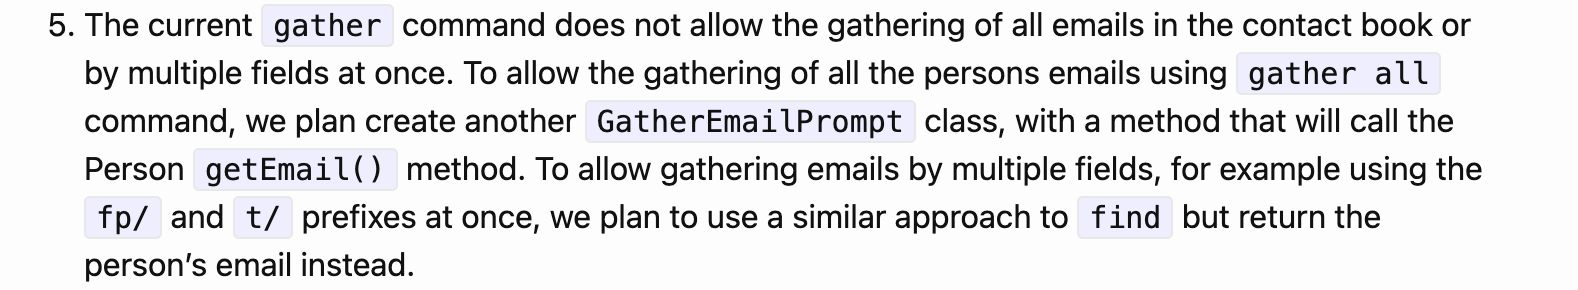 5. The current gather command does not allow the gathering of all emails in the contact book or
by multiple fields at once. To allow the gathering of all the persons emails using gather all
command, we plan create another GatherEmailPrompt class, with a method that will call the
Person getEmail() method. To allow gathering emails by multiple fields, for example using the
fp/ and t/ prefixes at once, we plan to use a similar approach to find but return the
person’s email instead.